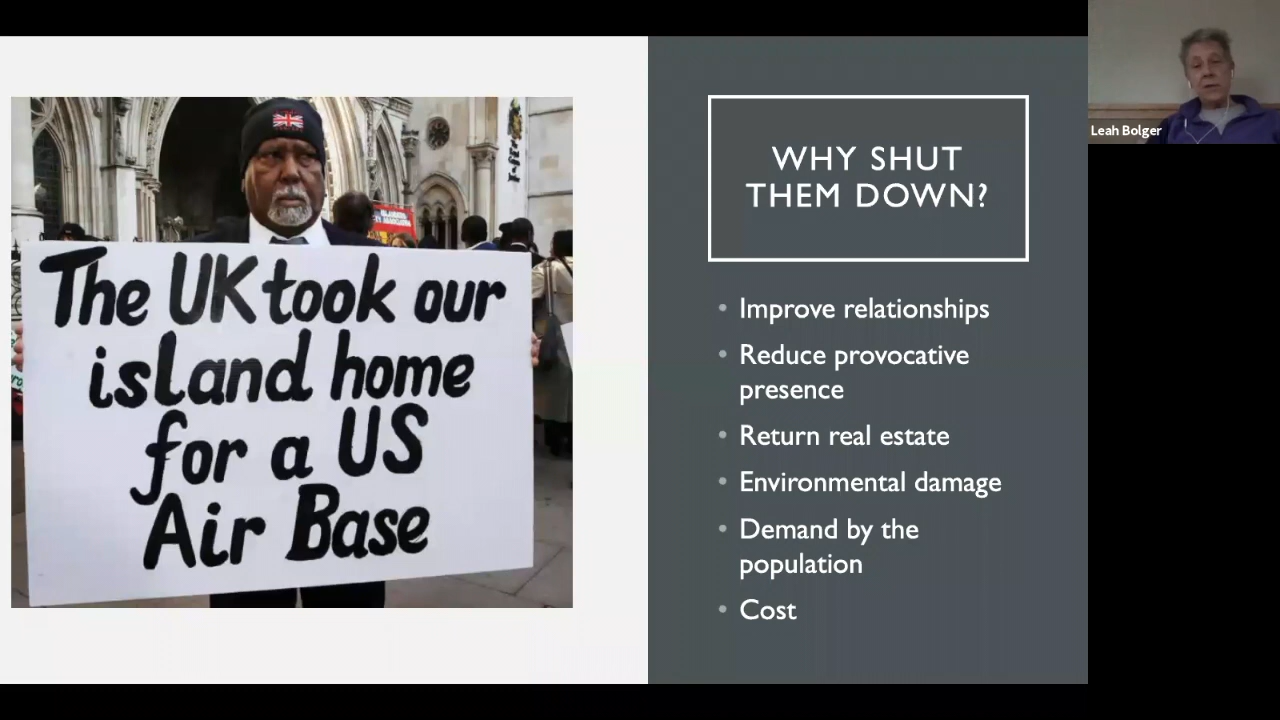 The UK took our
island home
for a US
Air Base
WHY SHUT
THEM DOWN?
• Improve relationships
• Reduce provocative
presence
• Return real estate
• Environmental damage
• Demand by the
population
• Cost
Leah Bolger